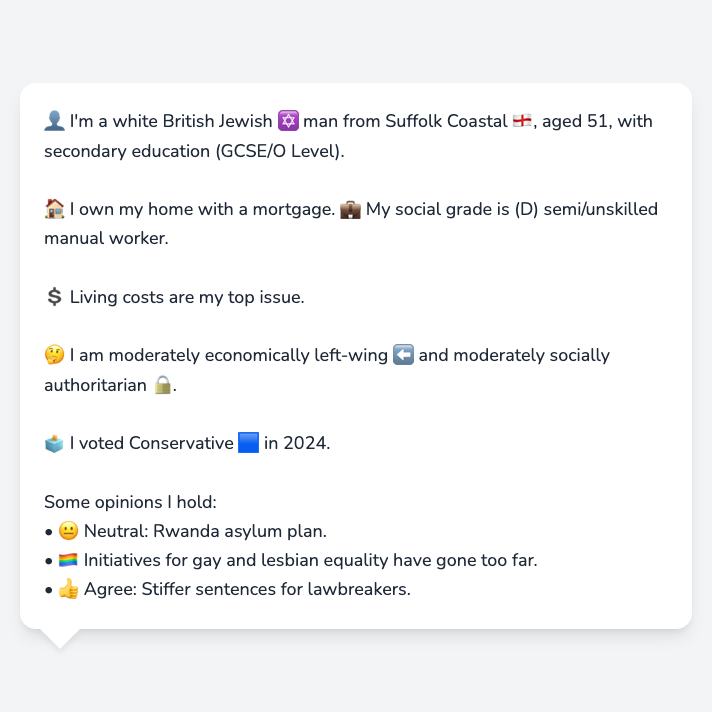 👤 I'm a white British Jewish ✡️ man from Suffolk Coastal 🏴󠁧󠁢󠁥󠁮󠁧󠁿, aged 51, with
secondary education (GCSE/O Level).
🏠 I own my home with a mortgage. 💼 My social grade is (D) semi/unskilled
manual worker.
💲 Living costs are my top issue.
🤔 I am moderately economically left-wing ⬅️ and moderately socially
authoritarian 🔒.
🗳️ I voted Conservative 🟦 in 2024.
Some opinions I hold:
• 😐 Neutral: Rwanda asylum plan.
• 🏳️‍🌈 Initiatives for gay and lesbian equality have gone too far.
• 👍 Agree: Stiffer sentences for lawbreakers.